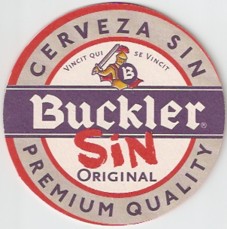 CERVEZA SIN
VINCIT QUI SE VINCIT
B
Buckler®
SiN
ORIGINAL
PREMIUM QUALITY